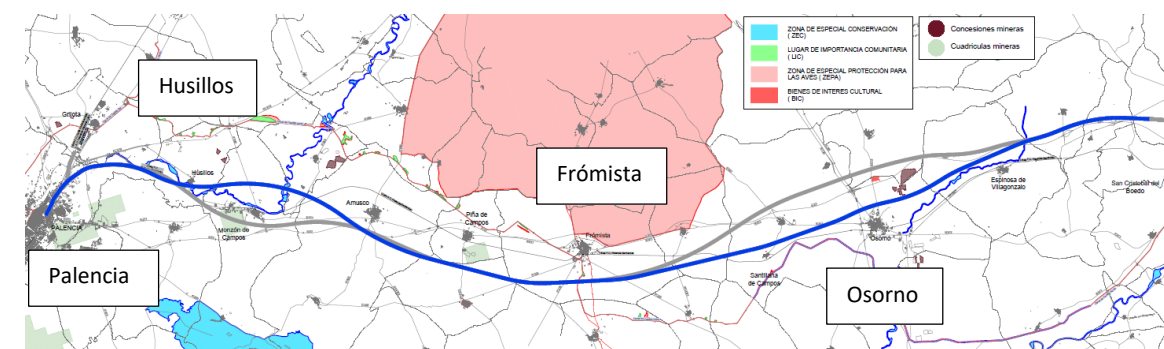 ZONA DE ESPECIAL CONSERVACIÓN
( ZEC)
LUGAR DE IMPORTANCIA COMUNITARIA
( LIC)
ZONA DE ESPECIAL PROTECCIÓN PARA
LAS AVES ( ZEPA)
BIENES DE INTERES CULTURAL
( BIC)
Concesiones mineras
Cuadrículas mineras
Husillos
Grijota
Frómista
Húsillos
Amusco
Piña de
Campos
Monzón de
Campos
PALENCIA
Frómista
Espinosa de
Villagonzalo
San Cristobal del
Boedo
Osorno
Santillana
de Campos
Palencia
Osorno